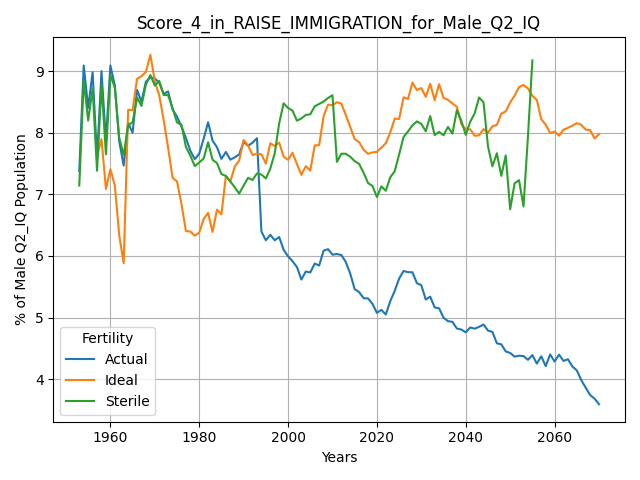 Score_4_in_RAISE_IMMIGRATION_for_Male_Q2_IQ
% of Male Q2_IQ Population
9
8
7
6
5
4
Fertility
Actual
Ideal
Sterile
1960 1980 2000 2020 2040 2060
Years